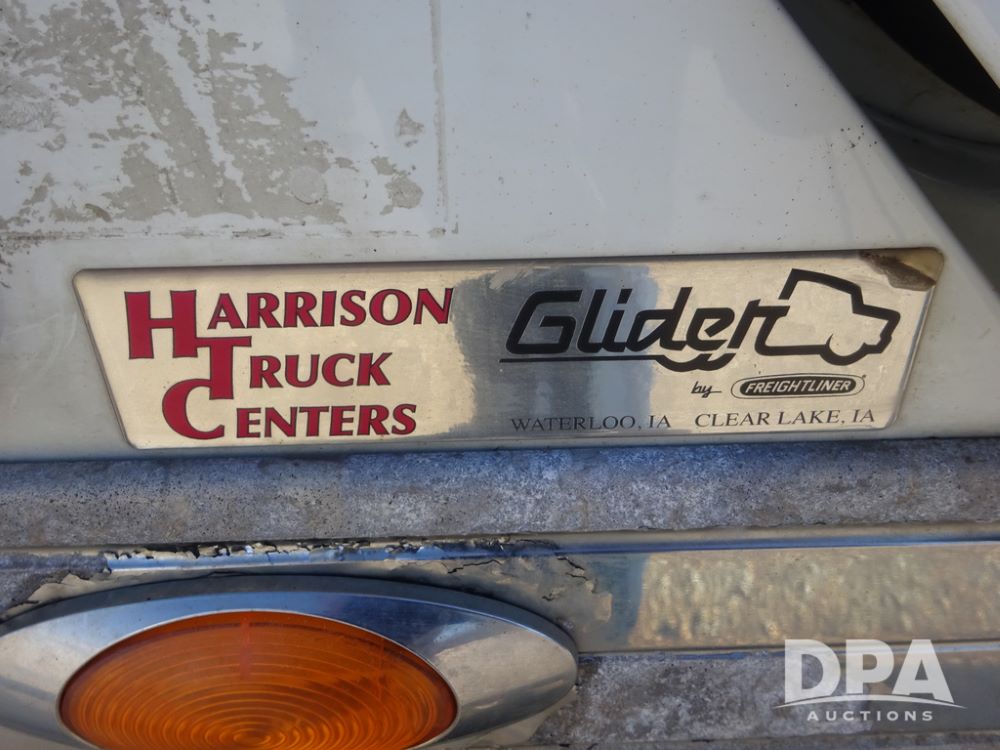 HARRISON
TRUCK
CENTERS
Glider
by FREIGHTLINER
WATERLOO, IA CLEAR LAKE, IA
DPA
AUCTIONS